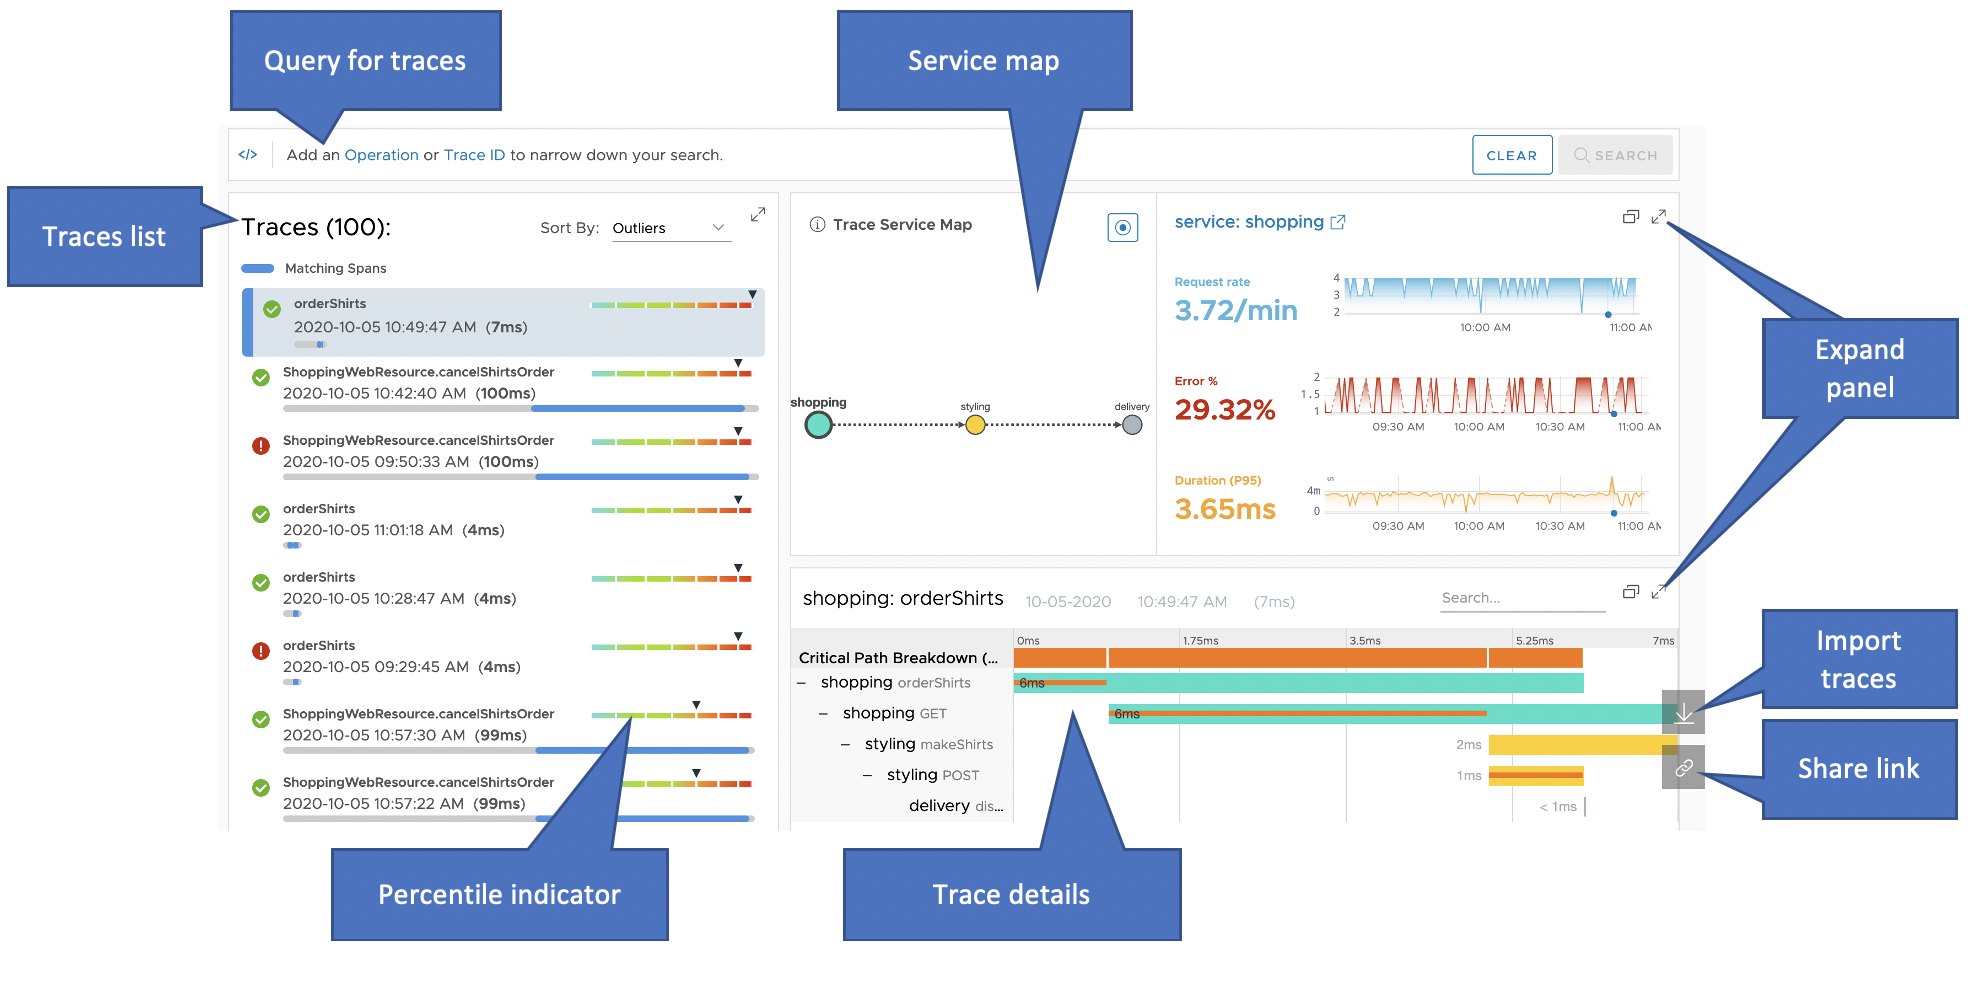 Query for traces
Service map
</> Add an Operation or Trace ID to narrow down your search.
CLEAR
SEARCH
Traces list
Traces (100):
Sort By: Outliers
Matching Spans
orderShirts
2020-10-05 10:49:47 AM (7ms)
ShoppingWebResource.cancelShirtsOrder
2020-10-05 10:42:40 AM (100ms)
ShoppingWebResource.cancelShirtsOrder
2020-10-05 09:50:33 AM (100ms)
orderShirts
2020-10-05 11:01:18 AM (4ms)
orderShirts
2020-10-05 10:28:47 AM (4ms)
orderShirts
2020-10-05 09:29:45 AM (4ms)
ShoppingWebResource.cancelShirtsOrder
2020-10-05 10:57:30 AM (99ms)
ShoppingWebResource.cancelShirtsOrder
2020-10-05 10:57:22 AM (99ms)
Percentile indicator
Trace Service Map
shopping
styling
delivery
service: shopping
Request rate
3.72/min
4
3
2
10:00 AM 11:00 AM
Error %
29.32%
2
1.5
1
09:30 AM 10:00 AM 10:30 AM 11:00 AM
Duration (P95)
3.65ms
4m
0
09:30 AM 10:00 AM 10:30 AM 11:00 AM
Expand
panel
shopping: orderShirts 10-05-2020 10:49:47 AM (7ms)
Search...
0ms 1.75ms 3.5ms 5.25ms 7ms
Critical Path Breakdown (...
shopping orderShirts 6ms
shopping GET 6ms
styling makeShirts 2ms
styling POST 1ms
delivery dis... < 1ms
Import
traces
Share link
Trace details